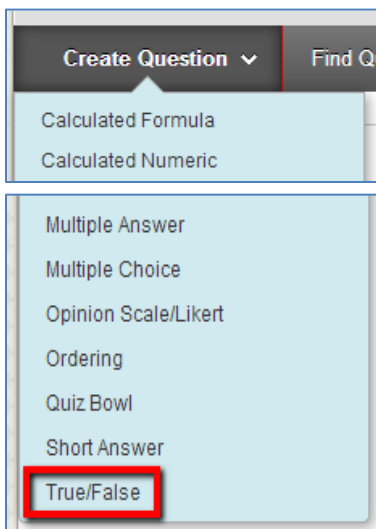 Create Question Find Q
Calculated Formula
Calculated Numeric
Multiple Answer
Multiple Choice
Opinion Scale/Likert
Ordering
Quiz Bowl
Short Answer
True/False